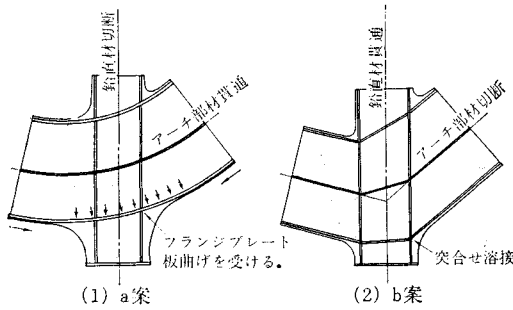 鉛直材切断
アーチ部材貫通
フランジプレート
板曲げを受ける。
(1) a案
鉛直材貫通
アーチ部材切断
突合せ溶接
(2) b案